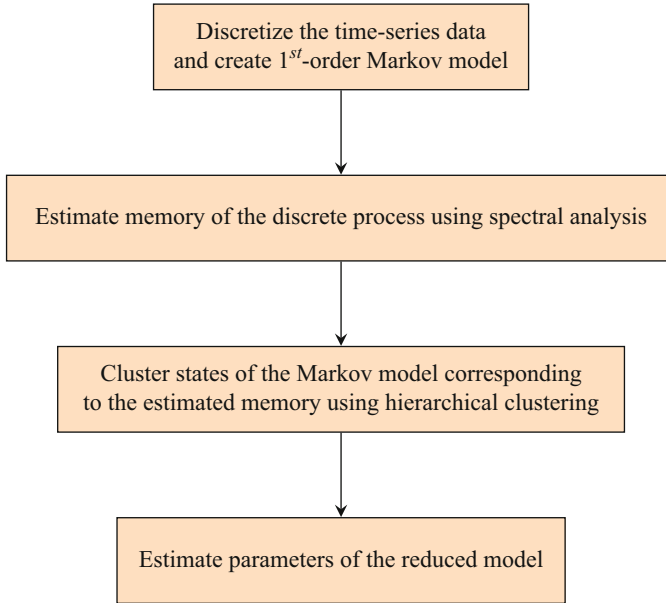 Discretize the time-series data
and create 1st-order Markov model
Estimate memory of the discrete process using spectral analysis
Cluster states of the Markov model corresponding
to the estimated memory using hierarchical clustering
Estimate parameters of the reduced model